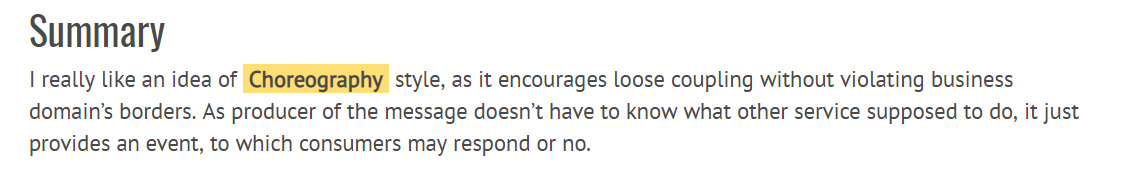 Summary
I really like an idea of Choreography style, as it encourages loose coupling without violating business
domain’s borders. As producer of the message doesn’t have to know what other service supposed to do, it just
provides an event, to which consumers may respond or no.